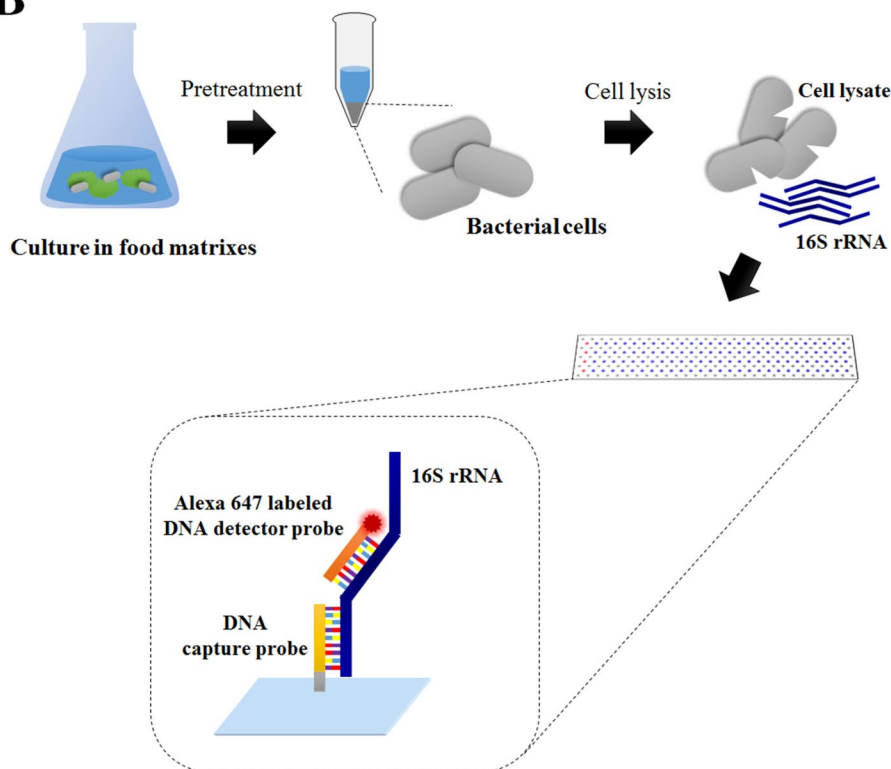 B
Pretreatment
Cell lysis
Cell lysate
Culture in food matrixes
Bacterial cells
16S rRNA
16S rRNA
Alexa 647 labeled
DNA detector probe
DNA
capture probe